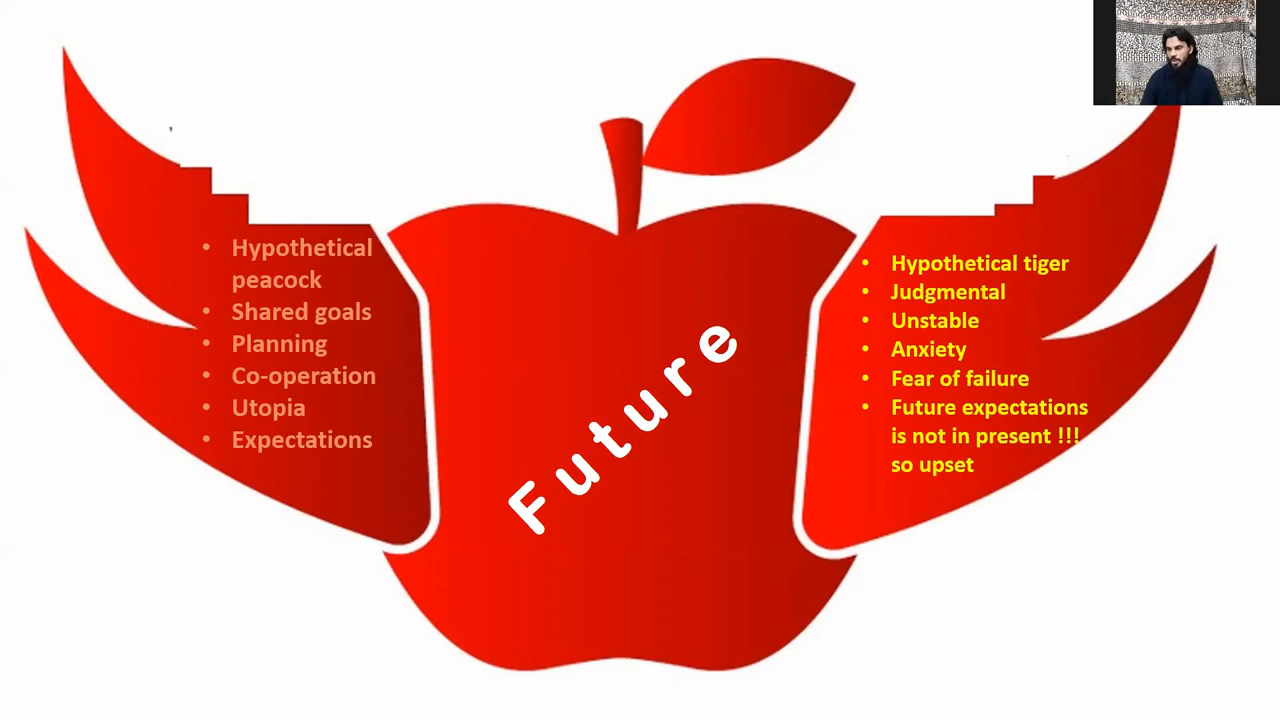 • Hypothetical
peacock
• Shared goals
• Planning
• Co-operation
• Utopia
• Expectations
Future
• Hypothetical tiger
• Judgmental
• Unstable
• Anxiety
• Fear of failure
• Future expectations
is not in present !!!
so upset